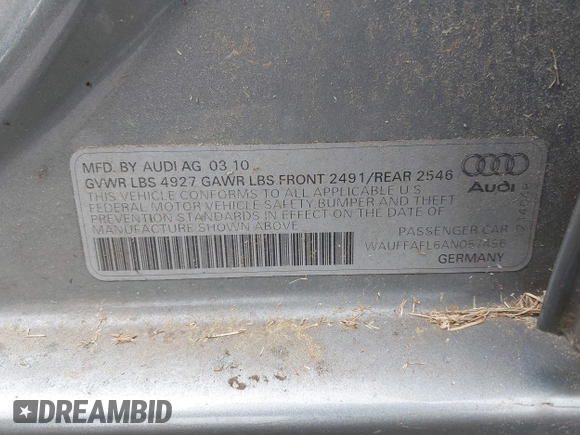 MFD. BY AUDI AG 03 10
GVWR LBS 4927 GAWR LBS FRONT 2491/REAR 2546
THIS VEHICLE CONFORMS TO ALL APPLICABLE U S
FEDERAL MOTOR VEHICLE SAFETY BUMPER AND THEFT
PREVENTION STANDARDS IN EFFECT ON THE DATE OF
MANUFACTURE SHOWN ABOVE
Audi
PASSENGER CAR
GERMANY
DREAMBID